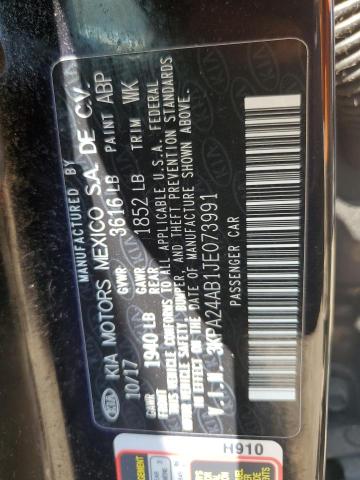 MANUFACTURED BY
KIA MOTORS MEXICO S.A. DE C.V.
10/17 GVWR 3616 LB PAINT ABP
GAWR FRONT 1940 LB GAWR REAR 1852 LB TRIM WK
THIS VEHICLE CONFORMS TO ALL APPLICABLE U.S.A. FEDERAL
MOTOR VEHICLE SAFETY, BUMPER, AND THEFT PREVENTION STANDARDS
IN EFFECT ON THE DATE OF MANUFACTURE SHOWN ABOVE.
V.I.N.: 3KPA24AB1JE073991
PASSENGER CAR
KIA
H910